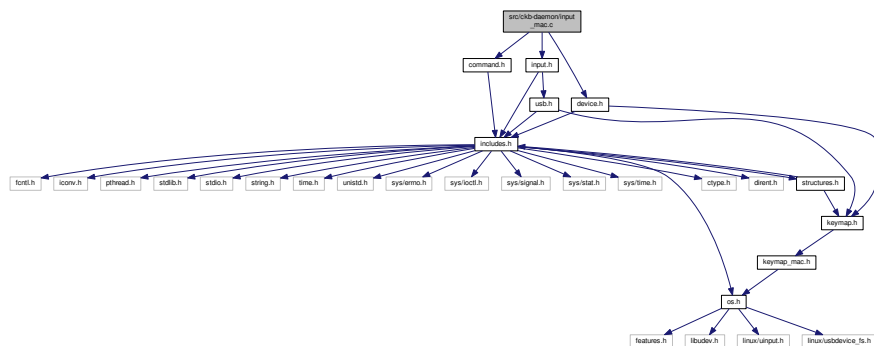 src/ckb-daemon/input
_mac.c
command.h
input.h
usb.h
device.h
includes.h
fcntl.h
iconv.h
pthread.h
stdlib.h
stdio.h
string.h
time.h
unistd.h
sys/errno.h
sys/ioctl.h
sys/signal.h
sys/stat.h
sys/time.h
ctype.h
dirent.h
structures.h
keymap.h
keymap_mac.h
os.h
features.h
libudev.h
linux/uinput.h
linux/usbdevice_fs.h